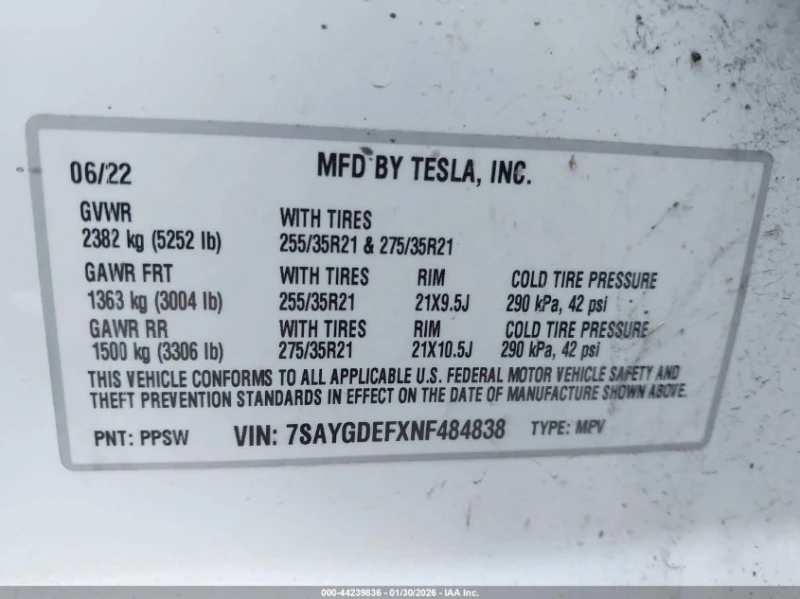 06/22 MFD BY TESLA, INC.
GVWR WITH TIRES
2382 kg (5252 lb) 255/35R21 & 275/35R21
GAWR FRT WITH TIRES RIM COLD TIRE PRESSURE
1363 kg (3004 lb) 255/35R21 21X9.5J 290 kPa, 42 psi
GAWR RR WITH TIRES RIM COLD TIRE PRESSURE
1500 kg (3306 lb) 275/35R21 21X10.5J 290 kPa, 42 psi
THIS VEHICLE CONFORMS TO ALL APPLICABLE U.S. FEDERAL MOTOR VEHICLE SAFETY AND
THEFT PREVENTION STANDARDS IN EFFECT ON THE DATE OF MANUFACTURE SHOWN ABOVE.
PNT: PPSW VIN: 7SAYGDEFXNF484838 TYPE: MPV
000-44239836 - 01/30/2026 - IAA Inc.